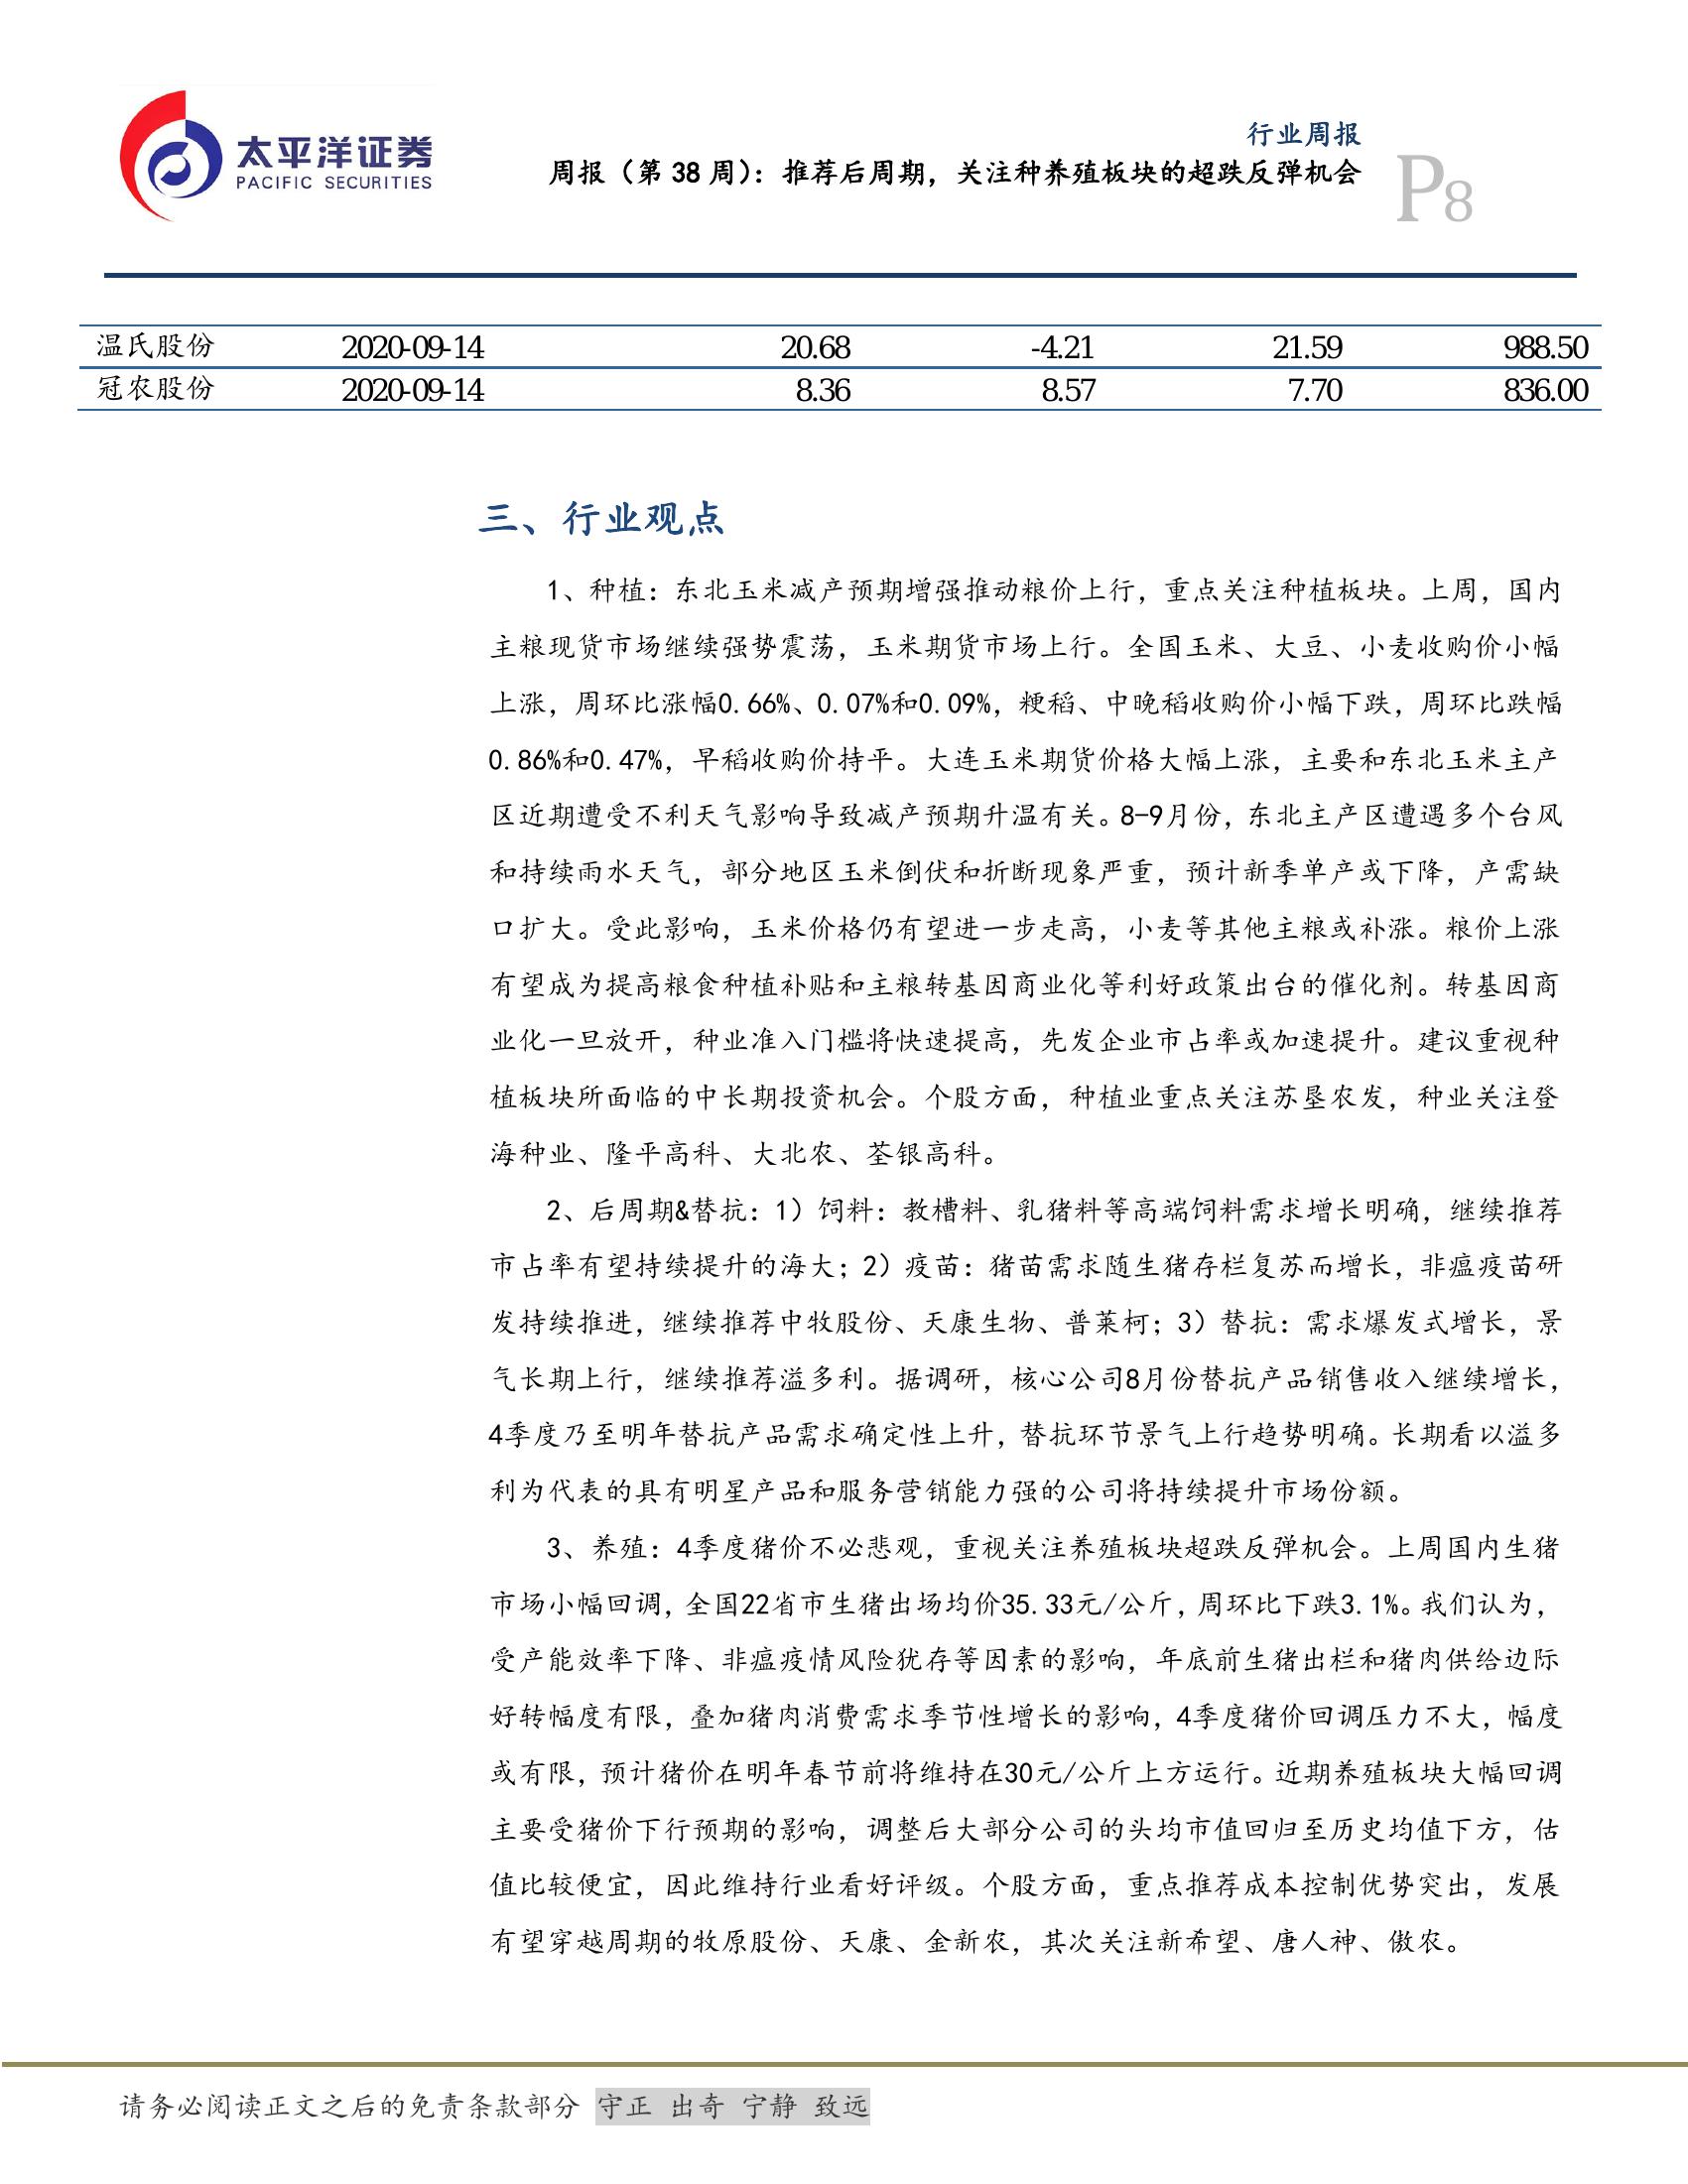 太平洋证券
PACIFIC SECURITIES
行业周报
周报（第 38 周）：推荐后周期，关注种养殖板块的超跌反弹机会
P8
温氏股份 2020-09-14 20.68 -4.21 21.59 988.50
冠农股份 2020-09-14 8.36 8.57 7.70 836.00
三、行业观点
1、种植：东北玉米减产预期增强推动粮价上行，重点关注种植板块。上周，国内
主粮现货市场继续强势震荡，玉米期货市场上行。全国玉米、大豆、小麦收购价小幅
上涨，周环比涨幅0.66%、0.07%和0.09%，粳稻、中晚稻收购价小幅下跌，周环比跌幅
0.86%和0.47%，早稻收购价持平。大连玉米期货价格大幅上涨，主要和东北玉米主产
区近期遭受不利天气影响导致减产预期升温有关。8-9月份，东北主产区遭遇多个台风
和持续雨水天气，部分地区玉米倒伏和折断现象严重，预计新季单产或下降，产需缺
口扩大。受此影响，玉米价格仍有望进一步走高，小麦等其他主粮或补涨。粮价上涨
有望成为提高粮食种植补贴和主粮转基因商业化等利好政策出台的催化剂。转基因商
业化一旦放开，种业准入门槛将快速提高，先发企业市占率或加速提升。建议重视种
植板块所面临的中长期投资机会。个股方面，种植业重点关注苏垦农发，种业关注登
海种业、隆平高科、大北农、荃银高科。
2、后周期&替抗：1）饲料：教槽料、乳猪料等高端饲料需求增长明确，继续推荐
市占率有望持续提升的海大；2）疫苗：猪苗需求随生猪存栏复苏而增长，非瘟疫苗研
发持续推进，继续推荐中牧股份、天康生物、普莱柯；3）替抗：需求爆发式增长，景
气长期上行，继续推荐溢多利。据调研，核心公司8月份替抗产品销售收入继续增长，
4季度乃至明年替抗产品需求确定性上升，替抗环节景气上行趋势明确。长期看以溢多
利为代表的具有明星产品和服务营销能力强的公司将持续提升市场份额。
3、养殖：4季度猪价不必悲观，重视关注养殖板块超跌反弹机会。上周国内生猪
市场小幅回调，全国22省市生猪出场均价35.33元/公斤，周环比下跌3.1%。我们认为，
受产能效率下降、非瘟疫情风险犹存等因素的影响，年底前生猪出栏和猪肉供给边际
好转幅度有限，叠加猪肉消费需求季节性增长的影响，4季度猪价回调压力不大，幅度
或有限，预计猪价在明年春节前将维持在30元/公斤上方运行。近期养殖板块大幅回调
主要受猪价下行预期的影响，调整后大部分公司的头均市值回归至历史均值下方，估
值比较便宜，因此维持行业看好评级。个股方面，重点推荐成本控制优势突出，发展
有望穿越周期的牧原股份、天康、金新农，其次关注新希望、唐人神、傲农。
请务必阅读正文之后的免责条款部分 守正 出奇 宁静 致远